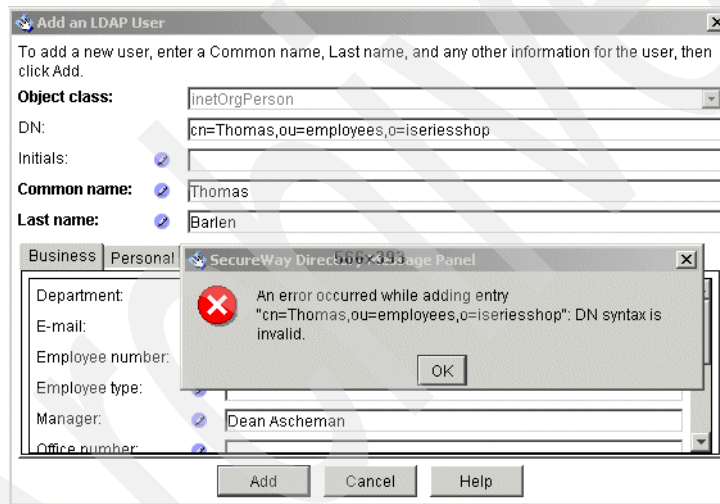 Add an LDAP User
To add a new user, enter a Common name, Last name, and any other information for the user, then
click Add.
Object class: inetOrgPerson
DN: cn=Thomas,ou=employees,o=iseriesshop
Initials:
Common name: Thomas
Last name: Barlen
Business Personal
SecureWay Directory Message Panel
566x393
Department:
An error occurred while adding entry
E-mail:
"cn=Thomas,ou=employees,o=iseriesshop": DN syntax is
invalid.
Employee number:
OK
Employee type:
Manager: Dean Ascheman
Office number:
Add Cancel Help